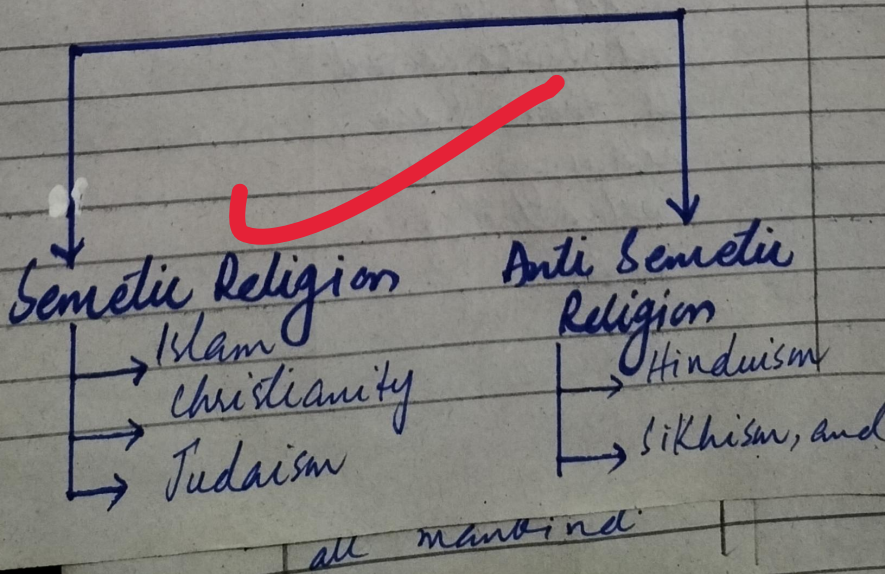 Semetic Religion
Islam
Christianity
Judaism
Anti Semetic
Religion
Hinduism
Sikhism, and
all mankind